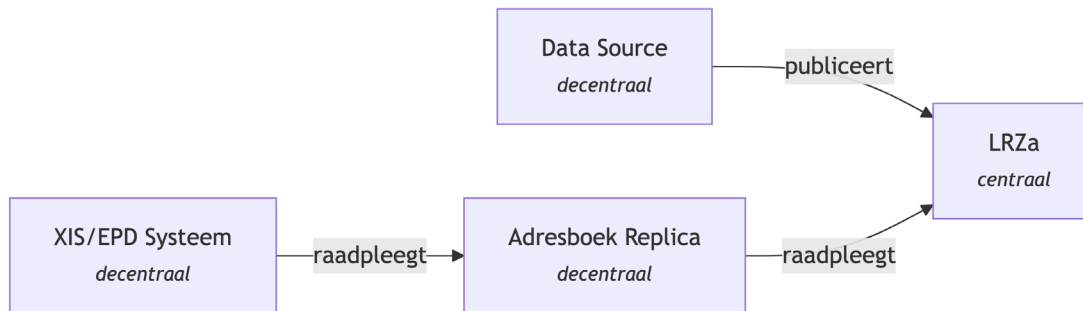 Data Source
decentraal
publiceert
LRZa
centraal
XIS/EPD Systeem
decentraal
raadpleegt
Adresboek Replica
decentraal
raadpleegt